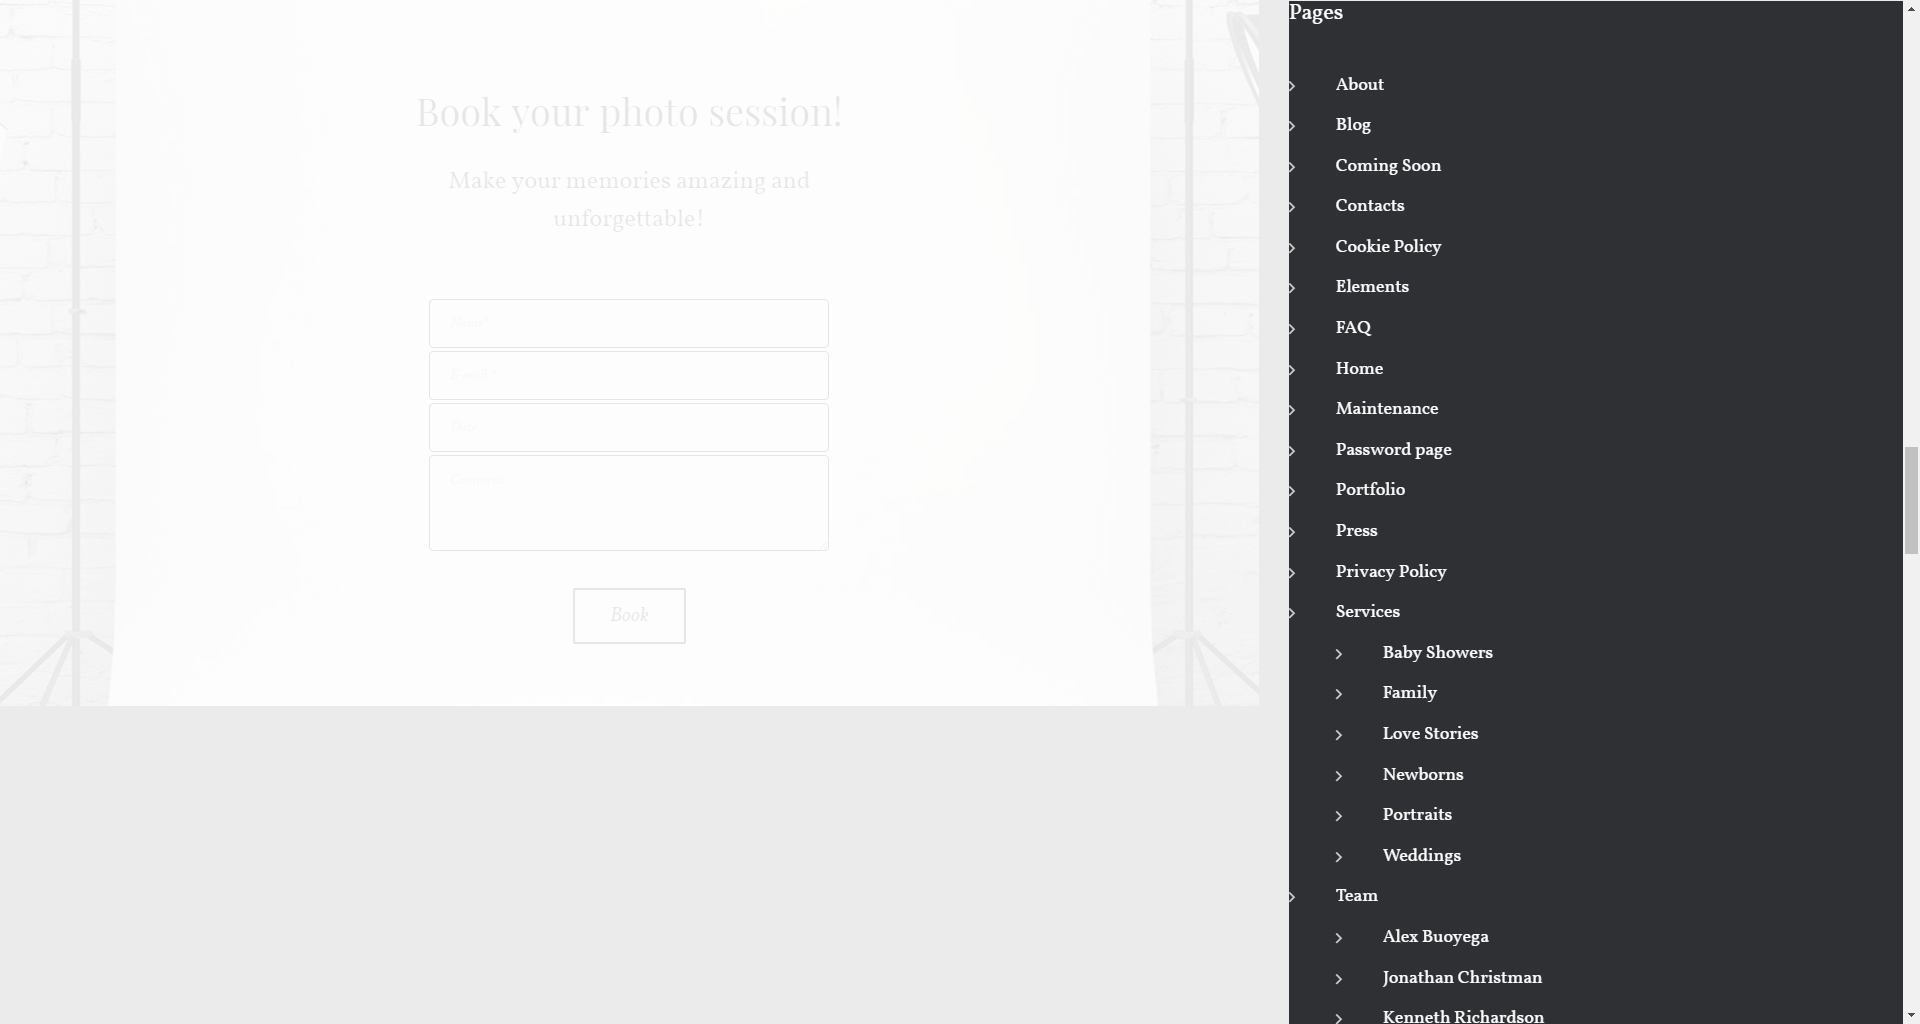 Book your photo session!
Make your memories amazing and
unforgettable!
Name*
E-mail*
Date
Comment
Book
Pages
About
Blog
Coming Soon
Contacts
Cookie Policy
Elements
FAQ
Home
Maintenance
Password page
Portfolio
Press
Privacy Policy
Services
Baby Showers
Family
Love Stories
Newborns
Portraits
Weddings
Team
Alex Buoyega
Jonathan Christman
Kenneth Richardson